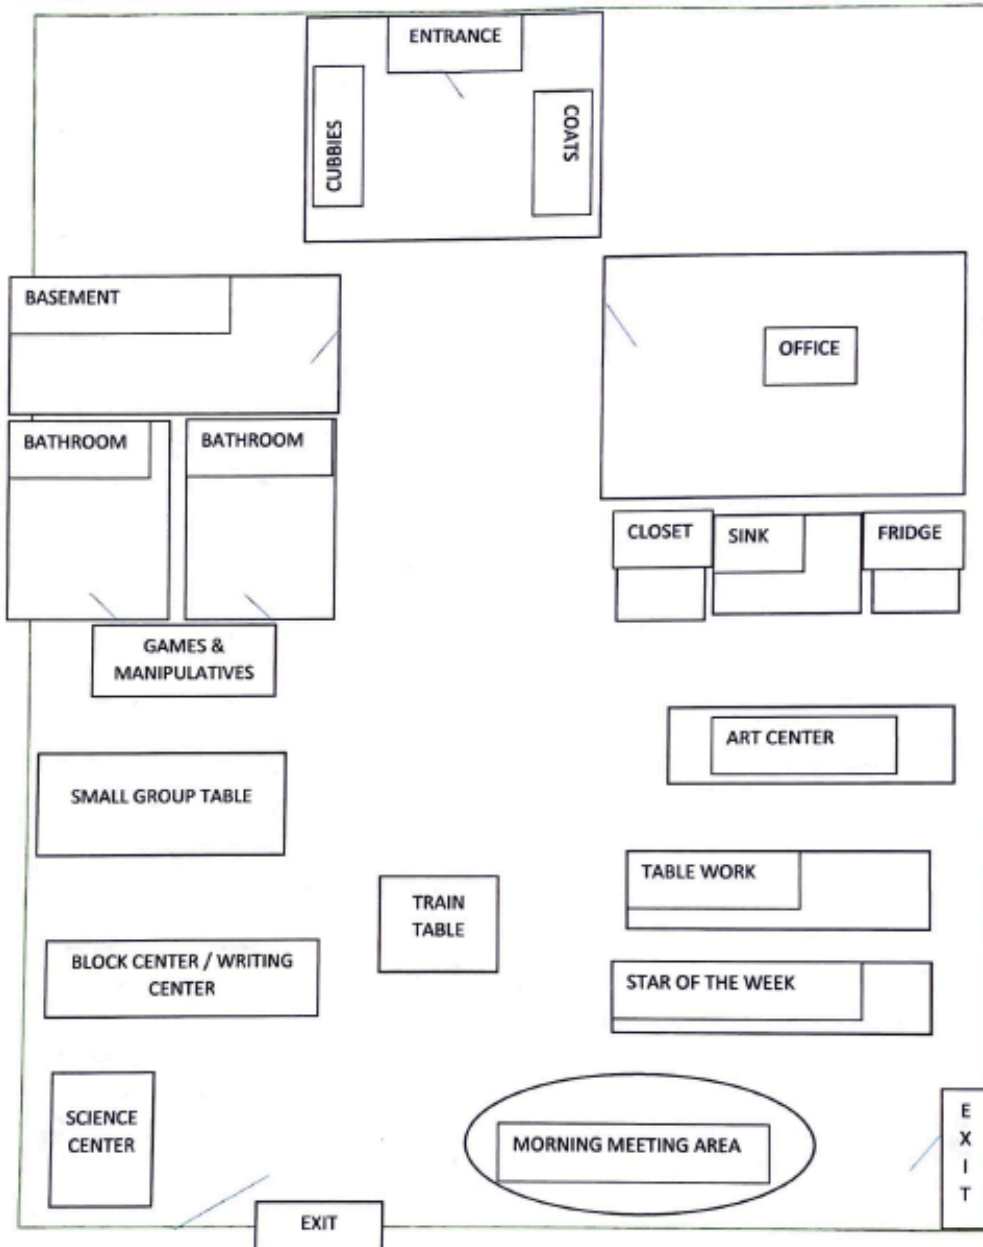 ENTRANCE
CUBBIES
COATS
BASEMENT
OFFICE
BATHROOM
BATHROOM
CLOSET
SINK
FRIDGE
GAMES &
MANIPULATIVES
ART CENTER
SMALL GROUP TABLE
TABLE WORK
TRAIN
TABLE
BLOCK CENTER / WRITING
CENTER
STAR OF THE WEEK
SCIENCE
CENTER
MORNING MEETING AREA
EXIT
EXIT